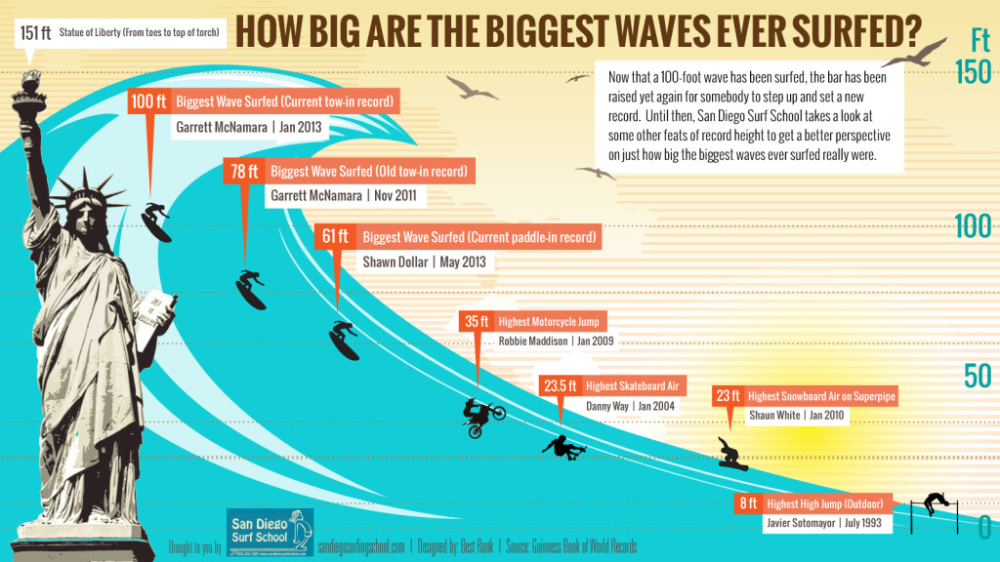 151 ft Statue of Liberty (From toes to top of torch)
HOW BIG ARE THE BIGGEST WAVES EVER SURFED?
Ft
150
Now that a 100-foot wave has been surfed, the bar has been
raised yet again for somebody to step up and set a new
record. Until then, San Diego Surf School takes a look at
some other feats of record height to get a better perspective
on just how big the biggest waves ever surfed really were.
100 ft Biggest Wave Surfed (Current tow-in record)
Garrett McNamara | Jan 2013
78 ft Biggest Wave Surfed (Old tow-in record)
Garrett McNamara | Nov 2011
100
61 ft Biggest Wave Surfed (Current paddle-in record)
Shawn Dollar | May 2013
35 ft Highest Motorcycle Jump
Robbie Maddison | Jan 2009
50
23.5 ft Highest Skateboard Air
Danny Way | Jan 2004
23 ft Highest Snowboard Air on Superpipe
Shaun White | Jan 2010
8 ft Highest High Jump (Outdoor)
Javier Sotomayor | July 1993
0
Brought to you by
San Diego
Surf School
sandiegosurfingschool.com | Designed by: Best Rank | Source: Guinness Book of World Records